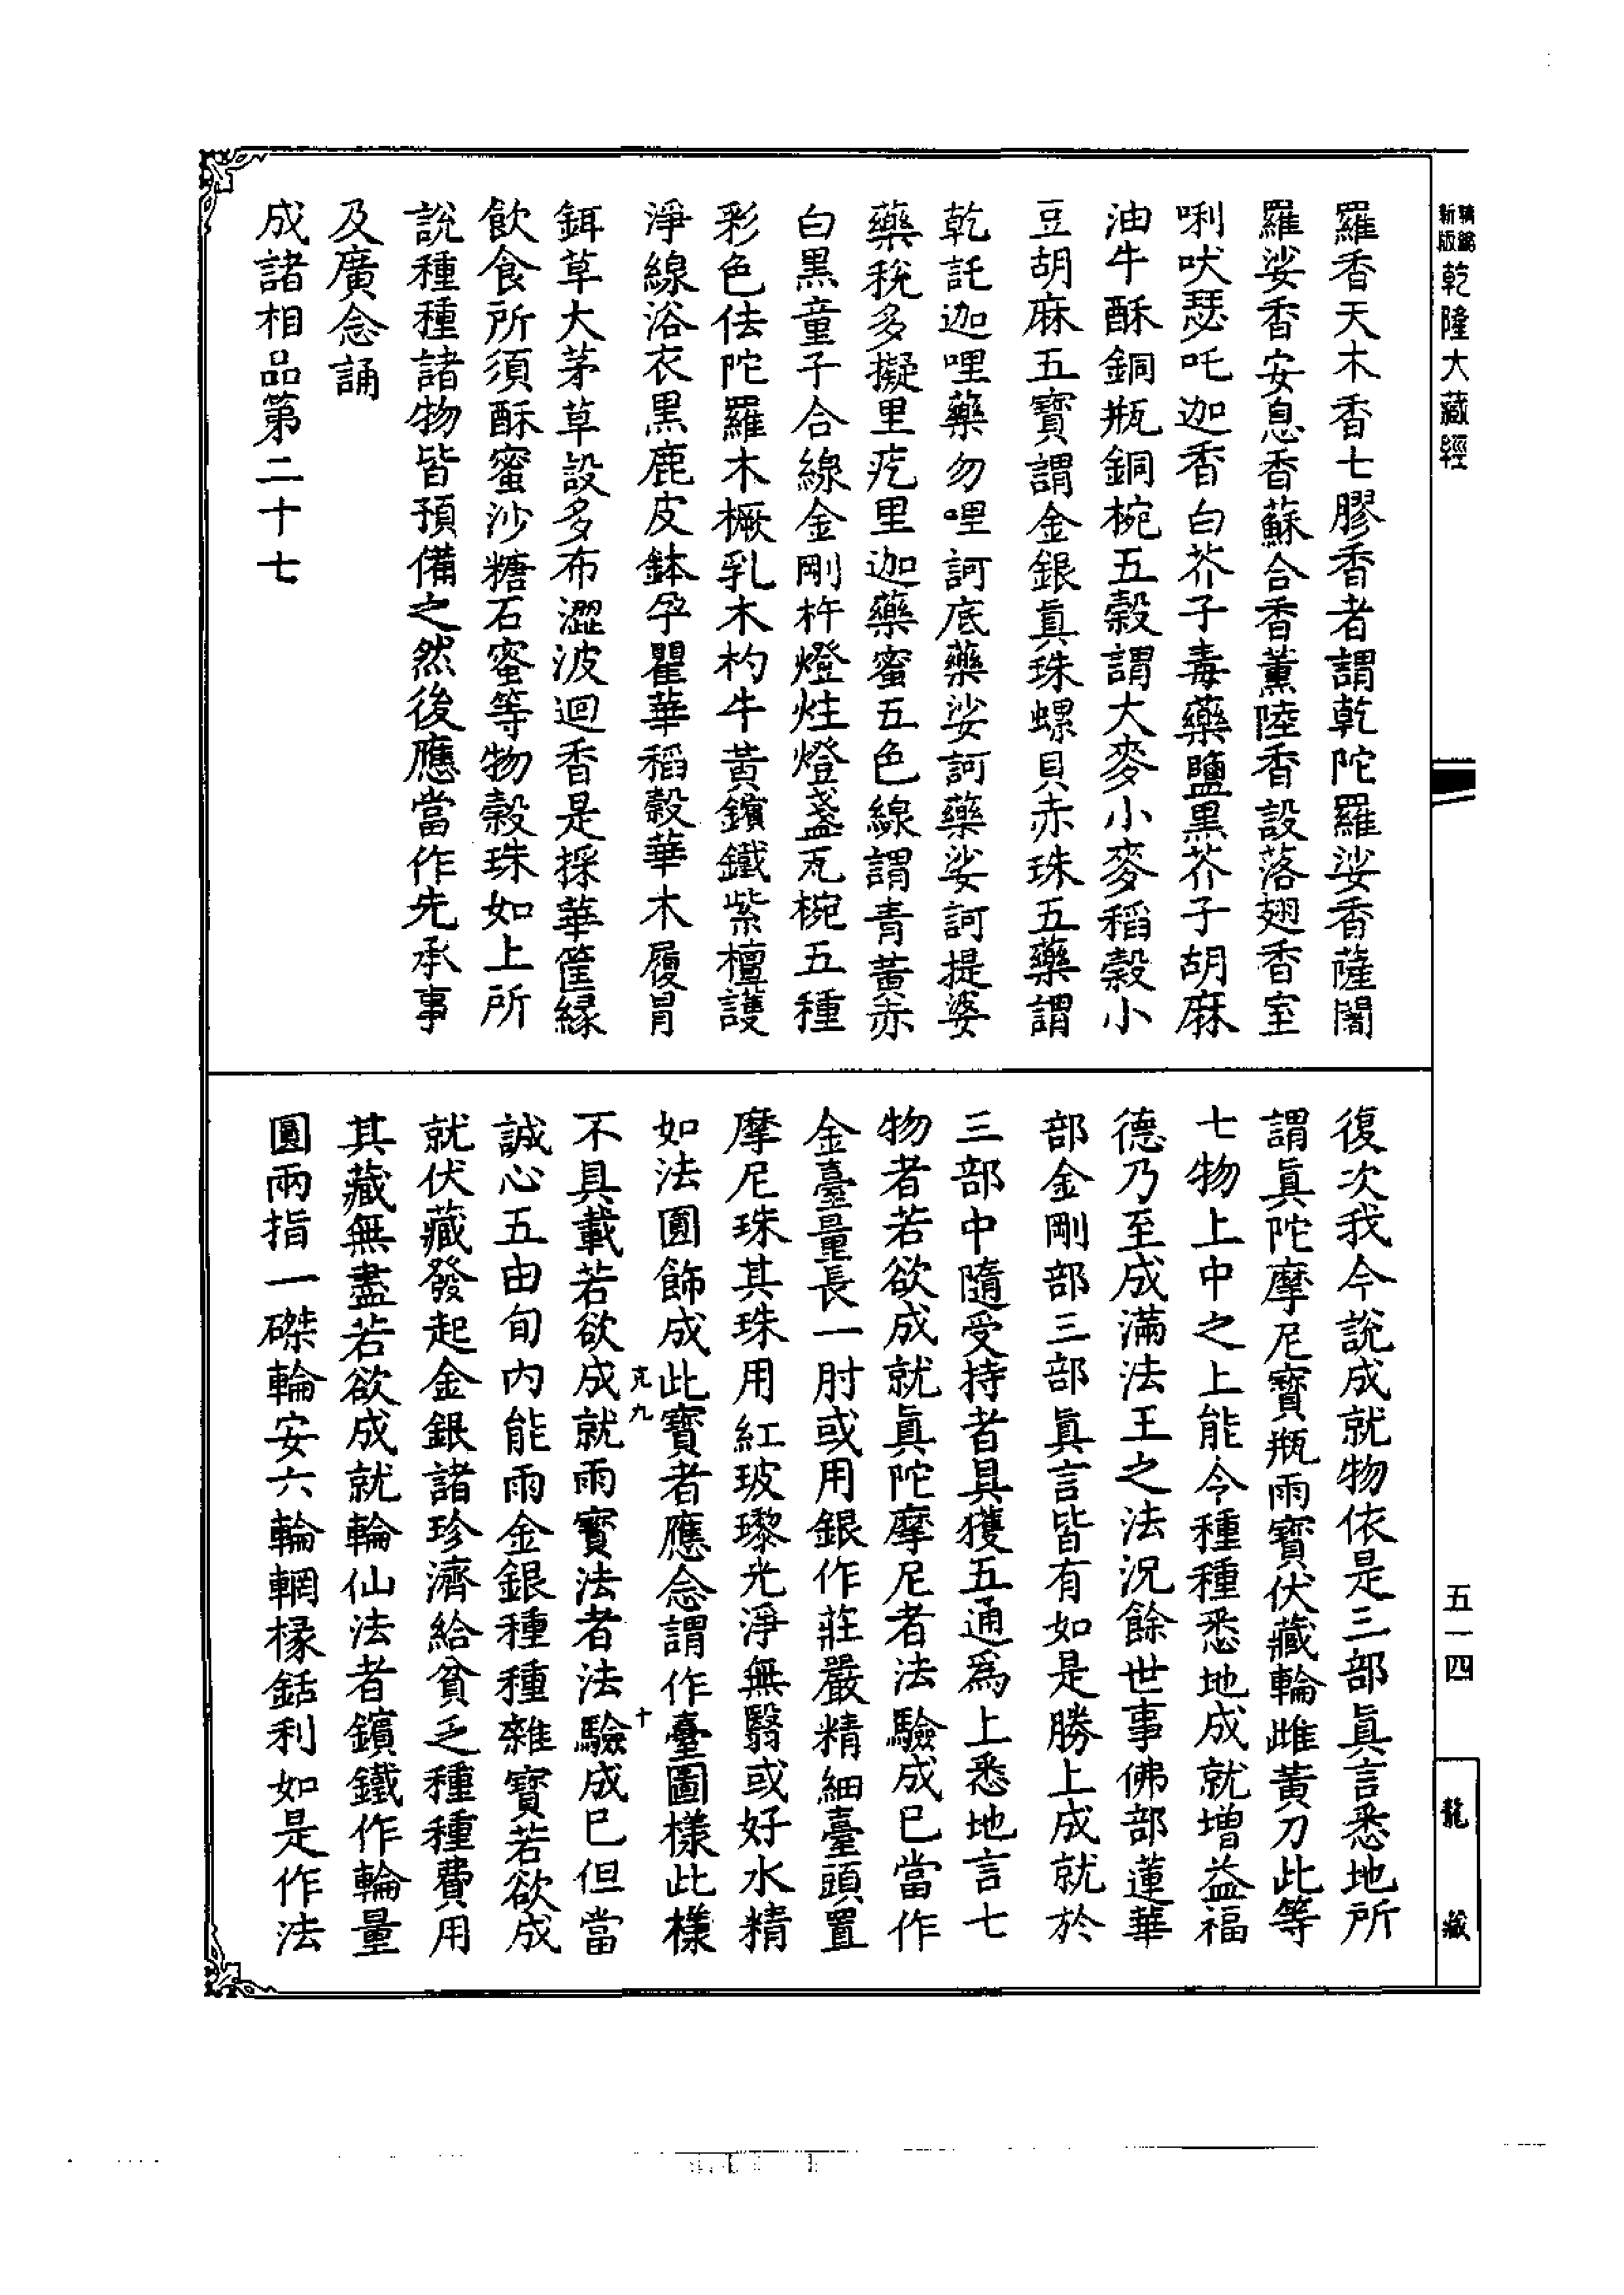 精編
新版
乾隆大藏經
五一四
龍藏
羅香天木香七膠香者謂乾陀羅羅娑香薩闍
羅娑香安息香蘇合香薰陸香設落翅香室
唎吠瑟吒迦香白芥子毒藥鹽黑芥子胡麻
油牛酥銅瓶銅椀五穀謂大麥小麥稻穀小
豆胡麻五寶謂金銀眞珠螺貝赤珠五藥謂
乾託迦哩藥勿哩訶底藥娑訶藥娑訶提婆
藥稅多擬里疙里迦藥蜜五色線謂青黃赤
白黑童子合線金剛杵燈炷燈盞瓦椀五種
彩色佉陀羅木橛乳木杓牛黃鑌鐵紫檀護
淨線浴衣黑鹿皮鉢孕瞿華稻穀華木履骨
鉺草大茅草設多布澀波迴香是採華筐緣
飲食所須酥蜜沙糖石蜜等物穀珠如上所
說種種諸物皆預備之然後應當作先承事
及廣念誦
成諸相品第二十七
復次我今說成就物依是三部眞言悉地所
謂眞陀摩尼寶瓶雨寶伏藏輪雌黃刀此等
七物上中之上能令種種悉地成就增益福
德乃至成滿法王之法況餘世事佛部蓮華
部金剛部三部眞言皆有如是勝上成就於
三部中隨受持者具獲五通爲上悉地言七
物者若欲成就眞陀摩尼者法驗成已當作
金臺量長一肘或用銀作莊嚴精細臺頭置
摩尼珠其珠用紅玻瓈光淨無翳或好水精
如法圓飾成此寶者應念謂作臺圖樣此樣
克九
十
不具載若欲成就雨寶法者法驗成已但當
誠心五由旬內能雨金銀種種雜寶若欲成
就伏藏發起金銀諸珍濟給貧乏種種費用
其藏無盡若欲成就輪仙法者鑌鐵作輪量
圓兩指一磔輪安六輪輞椽銛利如是作法